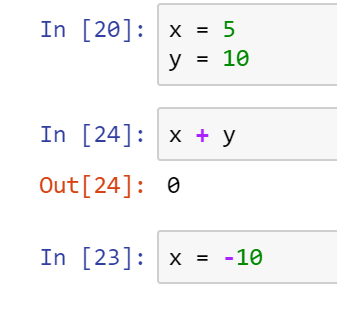 In [20]: x = 5
y = 10
In [24]: x + y
Out[24]: 0
In [23]: x = -10